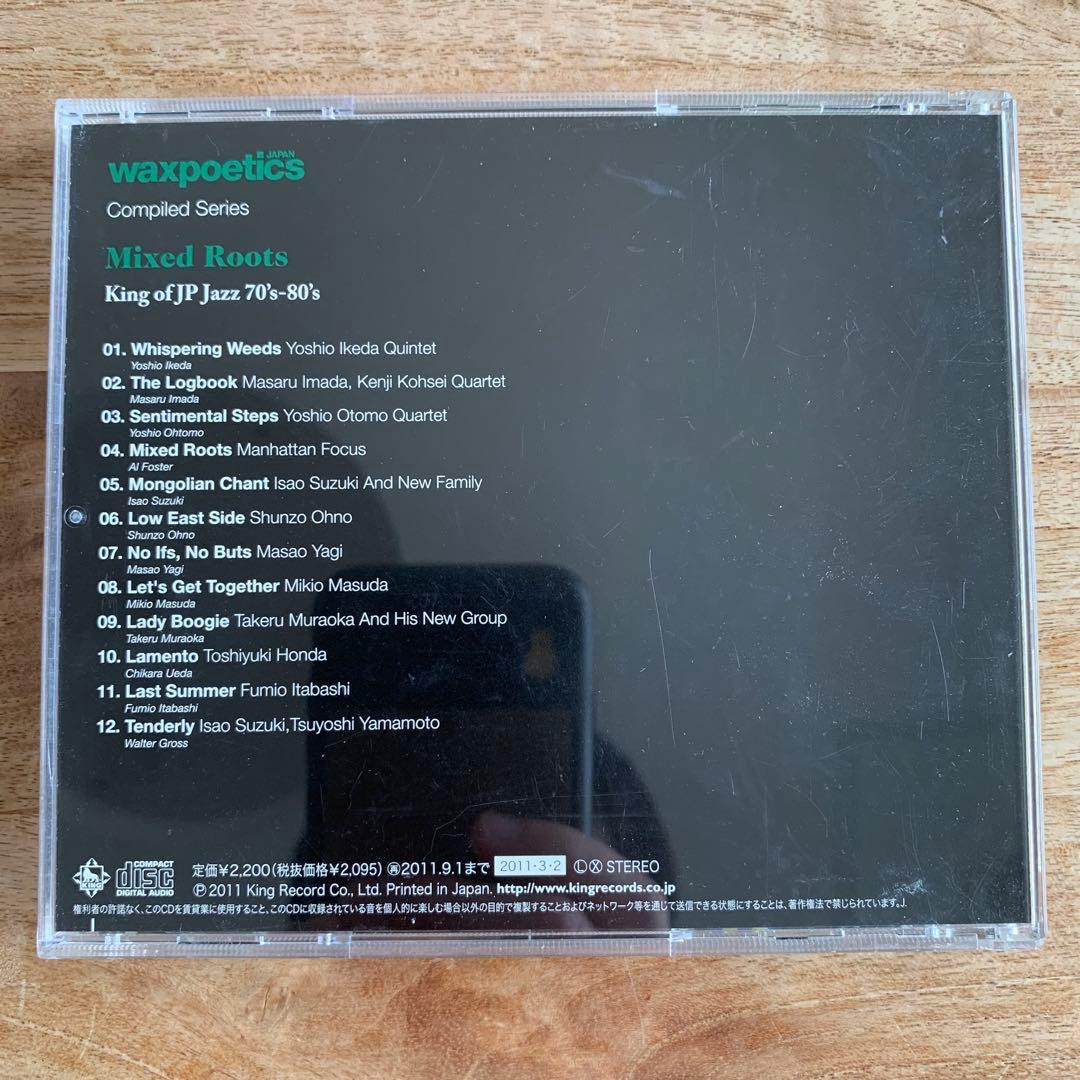 waxpoetics JAPAN
Compiled Series
Mixed Roots
King of JP Jazz 70's-80's
01. Whispering Weeds Yoshio Ikeda Quintet
Yoshio Ikeda
02. The Logbook Masaru Imada, Kenji Kohsei Quartet
Masaru Imada
03. Sentimental Steps Yoshio Otomo Quartet
Yoshio Ohtomo
04. Mixed Roots Manhattan Focus
Al Foster
05. Mongolian Chant Isao Suzuki And New Family
Isao Suzuki
06. Low East Side Shunzo Ohno
Shunzo Ohno
07. No Ifs, No Buts Masao Yagi
Masao Yagi
08. Let's Get Together Mikio Masuda
Mikio Masuda
09. Lady Boogie Takeru Muraoka And His New Group
Takeru Muraoka
10. Lamento Toshiyuki Honda
Chikara Ueda
11. Last Summer Fumio Itabashi
Fumio Itabashi
12. Tenderly Isao Suzuki,Tsuyoshi Yamamoto
Walter Gross
KING COMPACT disc DIGITAL AUDIO 定価¥2,200(税抜価格¥2,095) ㊢2011.9.1まで 2011・3・2 Ⓛ Ⓧ STEREO
Ⓟ 2011 King Record Co., Ltd. Printed in Japan. http://www.kingrecords.co.jp
権利者の許諾なく、このCDを賃貸業に使用すること、このCDに収録されている音を個人的に楽しむ場合以外の目的で複製することおよびネットワーク等を通じて送信できる状態にすることは、著作権法で禁じられています。J.